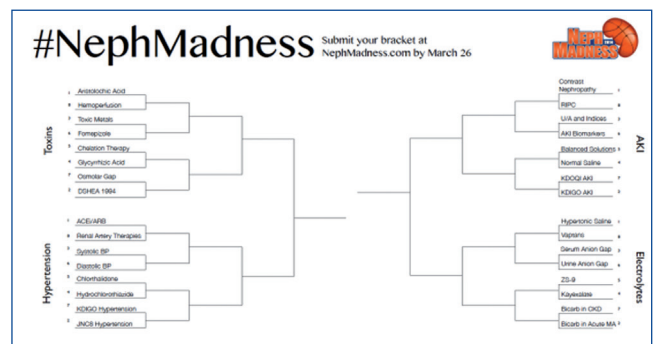 #NephMadness
Submit your bracket at
NephMadness.com by March 26
NEPH
MADNESS
Toxins
Aristolochic Acid
Hemoperfusion
Toxic Metals
Fomepizole
Chelation Therapy
Glycyrrhizic Acid
Osmolar Gap
DSHEA 1994
Hypertension
ACEi/ARB
Renal Artery Therapies
Systolic BP
Diastolic BP
Chlorthalidone
Hydrochlorothiazide
KDIGO Hypertension
JNC8 Hypertension
AKI
Contrast
Nephropathy
RIPC
U/A and Indices
AKI Biomarkers
Balanced Solutions
Normal Saline
KDOQI AKI
KDIGO AKI
Electrolytes
Hypertonic Saline
Vaptans
Serum Anion Gap
Urine Anion Gap
ZS-9
Kayexalate
Bicarb in CKD
Bicarb in Acute MA